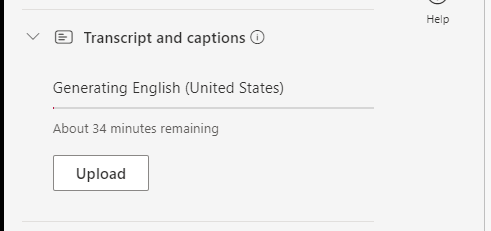 Help
Transcript and captions
Generating English (United States)
About 34 minutes remaining
Upload